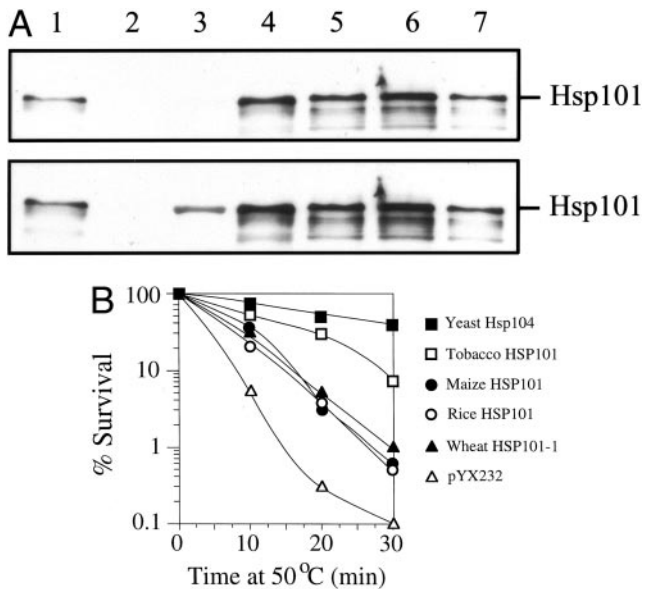 A 1 2 3 4 5 6 7
Hsp101
Hsp101
B
100
10
1
0.1
% Survival
0 10 20 30
Time at 50°C (min)
Yeast Hsp104
Tobacco HSP101
Maize HSP101
Rice HSP101
Wheat HSP101-1
pYX232